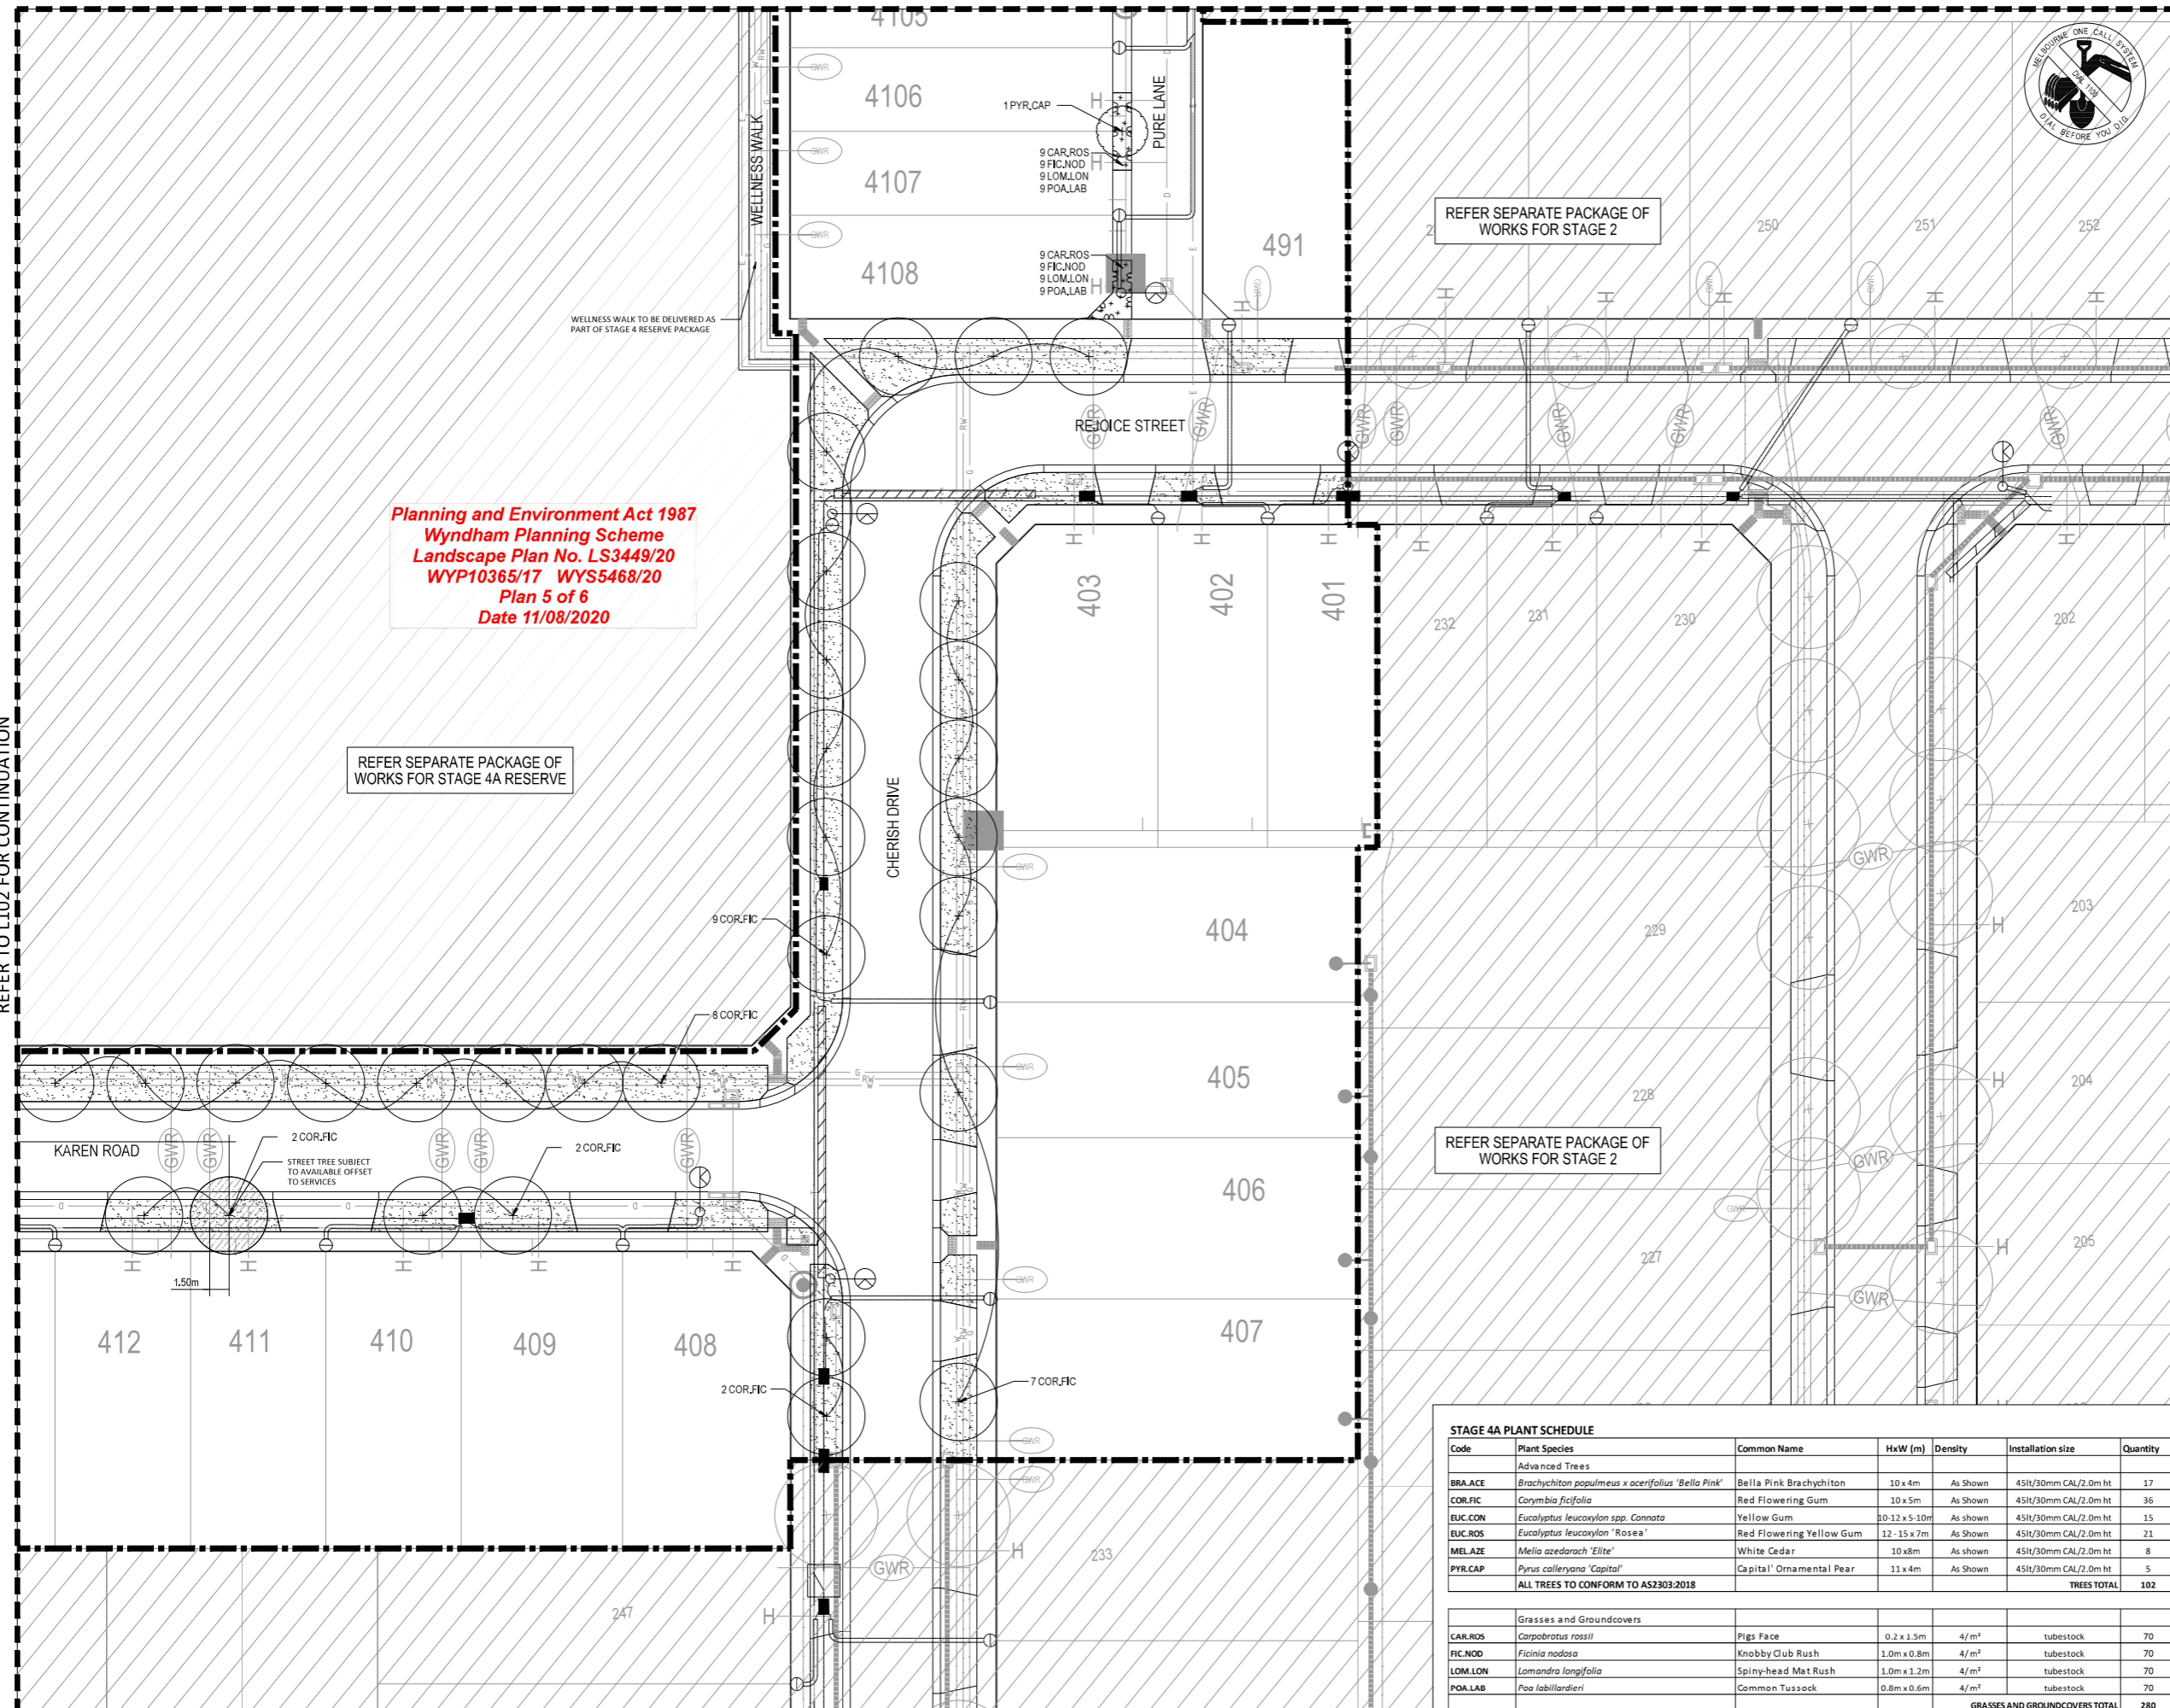 4105
4106
4107
4108
WELLNESS WALK
PURE LANE
1 PYR.CAP
9 CAR.ROS
9 FIC.NOD
9 LOM.LON
9 POA.LAB
9 CAR.ROS
9 FIC.NOD
9 LOM.LON
9 POA.LAB
491
MELBOURNE ONE CALL SYSTEM
DIAL 1100
DIAL BEFORE YOU DIG
REFER SEPARATE PACKAGE OF
WORKS FOR STAGE 2
250
251
252
WELLNESS WALK TO BE DELIVERED AS
PART OF STAGE 4 RESERVE PACKAGE
REJOICE STREET
Planning and Environment Act 1987
Wyndham Planning Scheme
Landscape Plan No. LS3449/20
WYP10365/17 WYS5468/20
Plan 5 of 6
Date 11/08/2020
403
402
401
232
231
230
202
REFER TO L102 FOR CONTINUATION
REFER SEPARATE PACKAGE OF
WORKS FOR STAGE 4A RESERVE
CHERISH DRIVE
GWR
9 COR.FIC
404
229
203
8 COR.FIC
405
228
204
KAREN ROAD
2 COR.FIC
STREET TREE SUBJECT
TO AVAILABLE OFFSET
TO SERVICES
2 COR.FIC
REFER SEPARATE PACKAGE OF
WORKS FOR STAGE 2
406
227
205
1.50m
412
411
410
409
408
407
2 COR.FIC
7 COR.FIC
233
247
STAGE 4A PLANT SCHEDULE
Code Plant Species Common Name HxW (m) Density Installation size Quantity
Advanced Trees
BRA.ACE Brachychiton populmeus x acerifolius 'Bella Pink' Bella Pink Brachychiton 10 x 4m As Shown 45lt/30mm CAL/2.0m ht 17
COR.FIC Corymbia ficifolia Red Flowering Gum 10 x 5m As Shown 45lt/30mm CAL/2.0m ht 36
EUC.CON Eucalyptus leucoxylon spp. Connata Yellow Gum 10-12 x 5-10m As shown 45lt/30mm CAL/2.0m ht 15
EUC.ROS Eucalyptus leucoxylon 'Rosea' Red Flowering Yellow Gum 12 - 15 x 7m As shown 45lt/30mm CAL/2.0m ht 21
MEL.AZE Melia azedarach 'Elite' White Cedar 10 x8m As shown 45lt/30mm CAL/2.0m ht 8
PYR.CAP Pyrus calleryana 'Capital' Capital' Ornamental Pear 11 x 4m As Shown 45lt/30mm CAL/2.0m ht 5
ALL TREES TO CONFORM TO AS2303:2018 TREES TOTAL 102
Grasses and Groundcovers
CAR.ROS Carpobrotus rossii Pigs Face 0.2 x 1.5m 4/ m² tubestock 70
FIC.NOD Ficinia nodosa Knobby Club Rush 1.0m x 0.8m 4/ m² tubestock 70
LOM.LON Lomandra longifolia Spiny-head Mat Rush 1.0m x 1.2m 4/ m² tubestock 70
POA.LAB Poa labillardieri Common Tussock 0.8m x 0.6m 4/ m² tubestock 70
GRASSES AND GROUNDCOVERS TOTAL 280